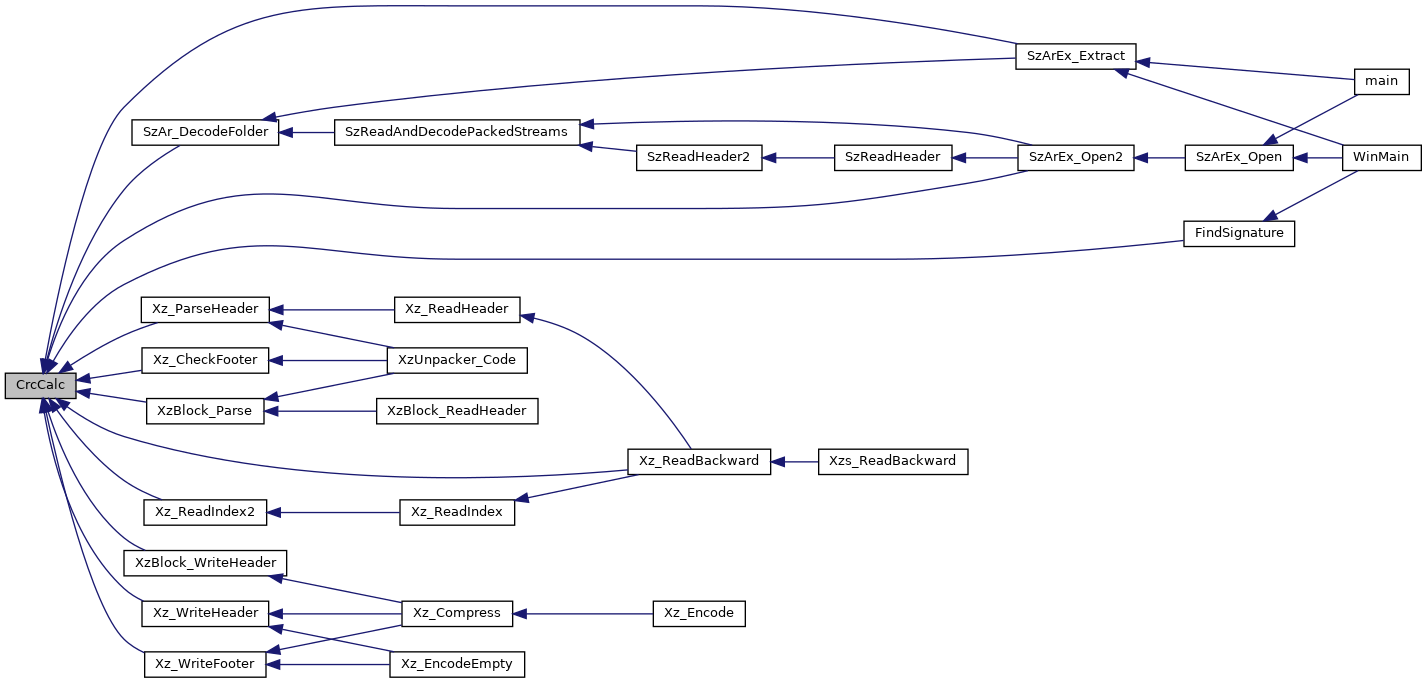 SzArEx_Extract
main
SzAr_DecodeFolder
SzReadAndDecodePackedStreams
SzReadHeader2
SzReadHeader
SzArEx_Open2
SzArEx_Open
WinMain
FindSignature
Xz_ParseHeader
Xz_ReadHeader
Xz_CheckFooter
XzUnpacker_Code
CrcCalc
XzBlock_Parse
XzBlock_ReadHeader
Xz_ReadBackward
Xzs_ReadBackward
Xz_ReadIndex2
Xz_ReadIndex
XzBlock_WriteHeader
Xz_WriteHeader
Xz_Compress
Xz_Encode
Xz_WriteFooter
Xz_EncodeEmpty